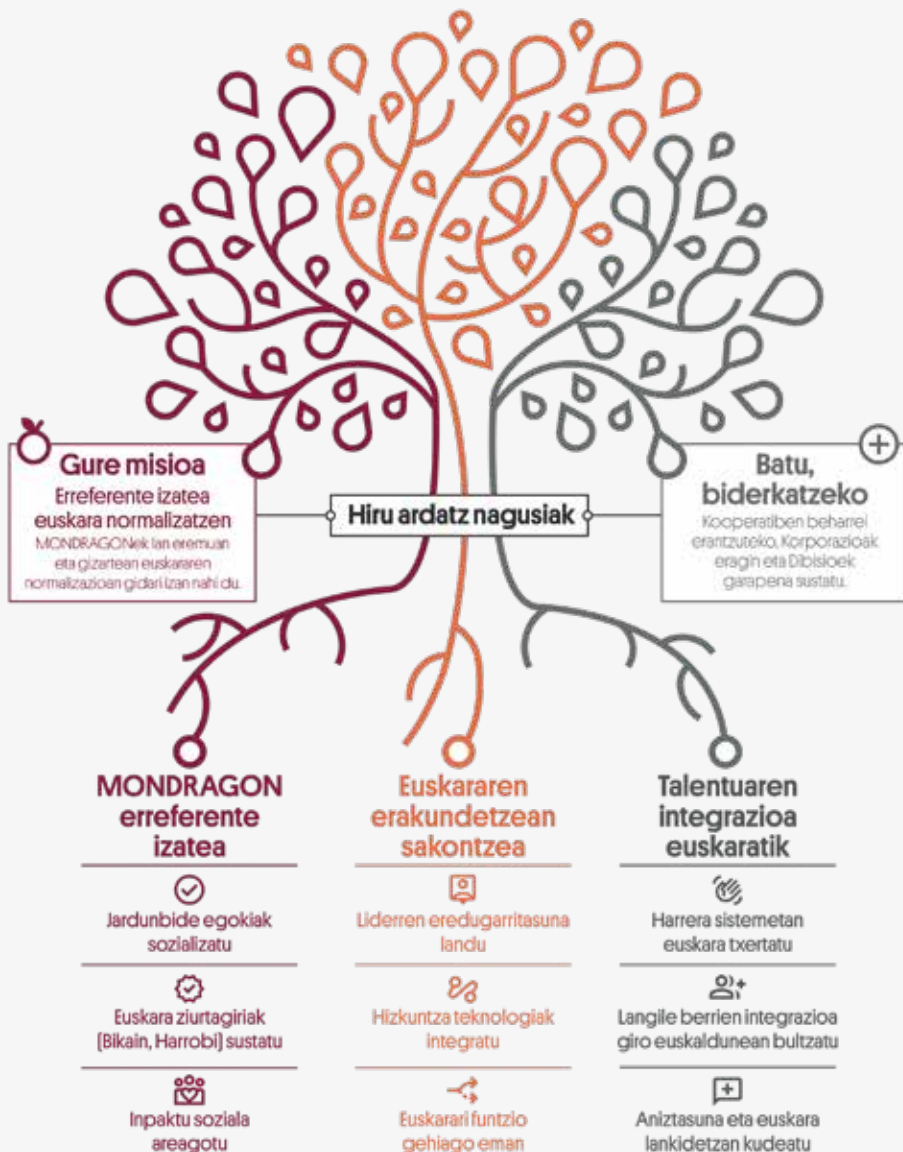 Gure misioa
Erreferente izatea
euskara normalizatzen
MONDRAGONek lan eremuan
eta gizartean euskararen
normalizazioan gidari izan nahi du.
Hiru ardatz nagusiak
Batu,
biderkatzeko
Kooperatiben beharrei
erantzuteko, Korporazioak
eragin eta Dibisioek
garapena sustatu.
MONDRAGON
erreferente
izatea
Jardunbide egokiak
sozializatu
Euskara ziurtagiriak
(Bikain, Harrobi) sustatu
Inpaktu soziala
areagotu
Euskararen
erakundetzean
sakontzea
Liderren eredugarritasuna
landu
Hizkuntza teknologiak
integratu
Euskarari funtzio
gehiago eman
Talentuaren
integrazioa
euskaratik
Harrera sistemetan
euskara txertatu
Langile berrien integrazioa
giro euskaldunean bultzatu
Aniztasuna eta euskara
lankidetzan kudeatu